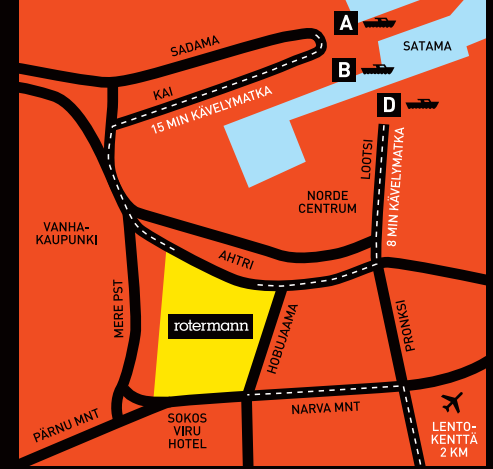 A
SADAMA
SATAMA
B
KAI
D
15 MIN KÄVELYMATKA
LOOTSI
8 MIN KÄVELYMATKA
NORDE
CENTRUM
VANHA-
KAUPUNKI
AHTRI
MERE PST
rotermann
HOBUJAAMA
PRONKSI
NARVA MNT
PÄRNU MNT
SOKOS
VIRU
HOTEL
LENTO-
KENTTÄ
2 KM